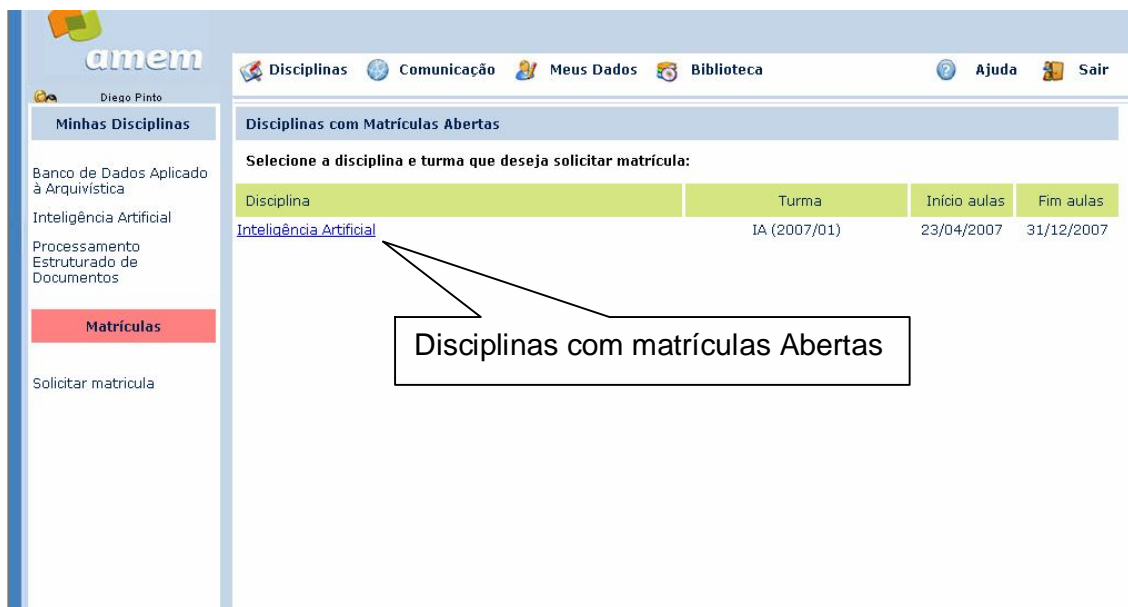 amem
Disciplinas Comunicação Meus Dados Biblioteca Ajuda Sair
Diego Pinto
Minhas Disciplinas
Banco de Dados Aplicado
à Arquivística
Inteligência Artificial
Processamento
Estruturado de
Documentos
Matrículas
Solicitar matricula
Disciplinas com Matrículas Abertas
Selecione a disciplina e turma que deseja solicitar matrícula:
Disciplina Turma Início aulas Fim aulas
Inteligência Artificial IA (2007/01) 23/04/2007 31/12/2007
Disciplinas com matrículas Abertas